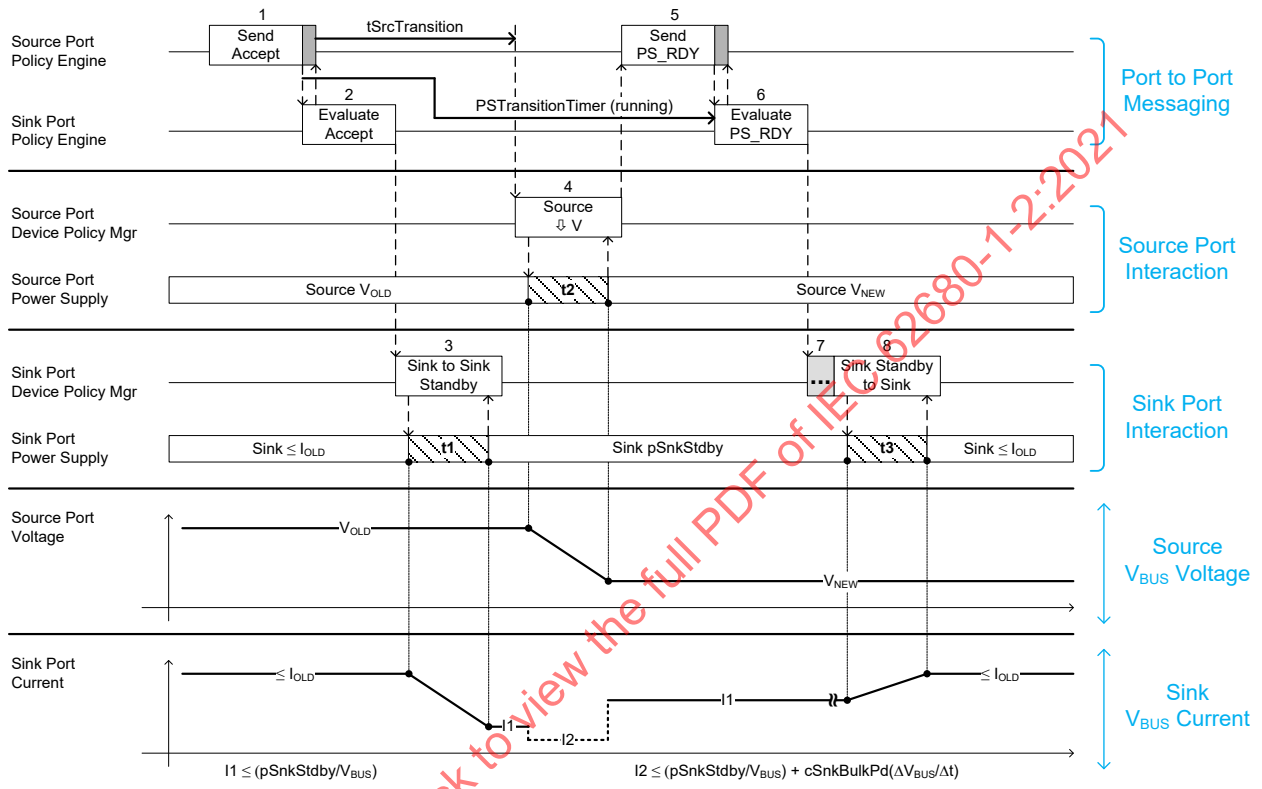 1
Send
Accept
tSrcTransition
5
Send
PS_RDY
Source Port
Policy Engine
2
Evaluate
Accept
PSTransitionTimer (running)
6
Evaluate
PS_RDY
Sink Port
Policy Engine
Port to Port
Messaging
4
Source
⇩ V
Source Port
Device Policy Mgr
Source Port
Power Supply
Source VOLD
t2
Source VNEW
Source Port
Interaction
3
Sink to Sink
Standby
7
...
8
Sink Standby
to Sink
Sink Port
Device Policy Mgr
Sink Port
Power Supply
Sink ≤ IOLD
t1
Sink pSnkStdby
t3
Sink ≤ IOLD
Sink Port
Interaction
Source Port
Voltage
VOLD
VNEW
Source
VBUS Voltage
Sink Port
Current
≤ IOLD
I1
I2
I1
≤ IOLD
Sink
VBUS Current
I1 ≤ (pSnkStdby/VBUS)
I2 ≤ (pSnkStdby/VBUS) + cSnkBulkPd(ΔVBUS/Δt)
ck to view the full PDF of IEC 62680-1-2:2021